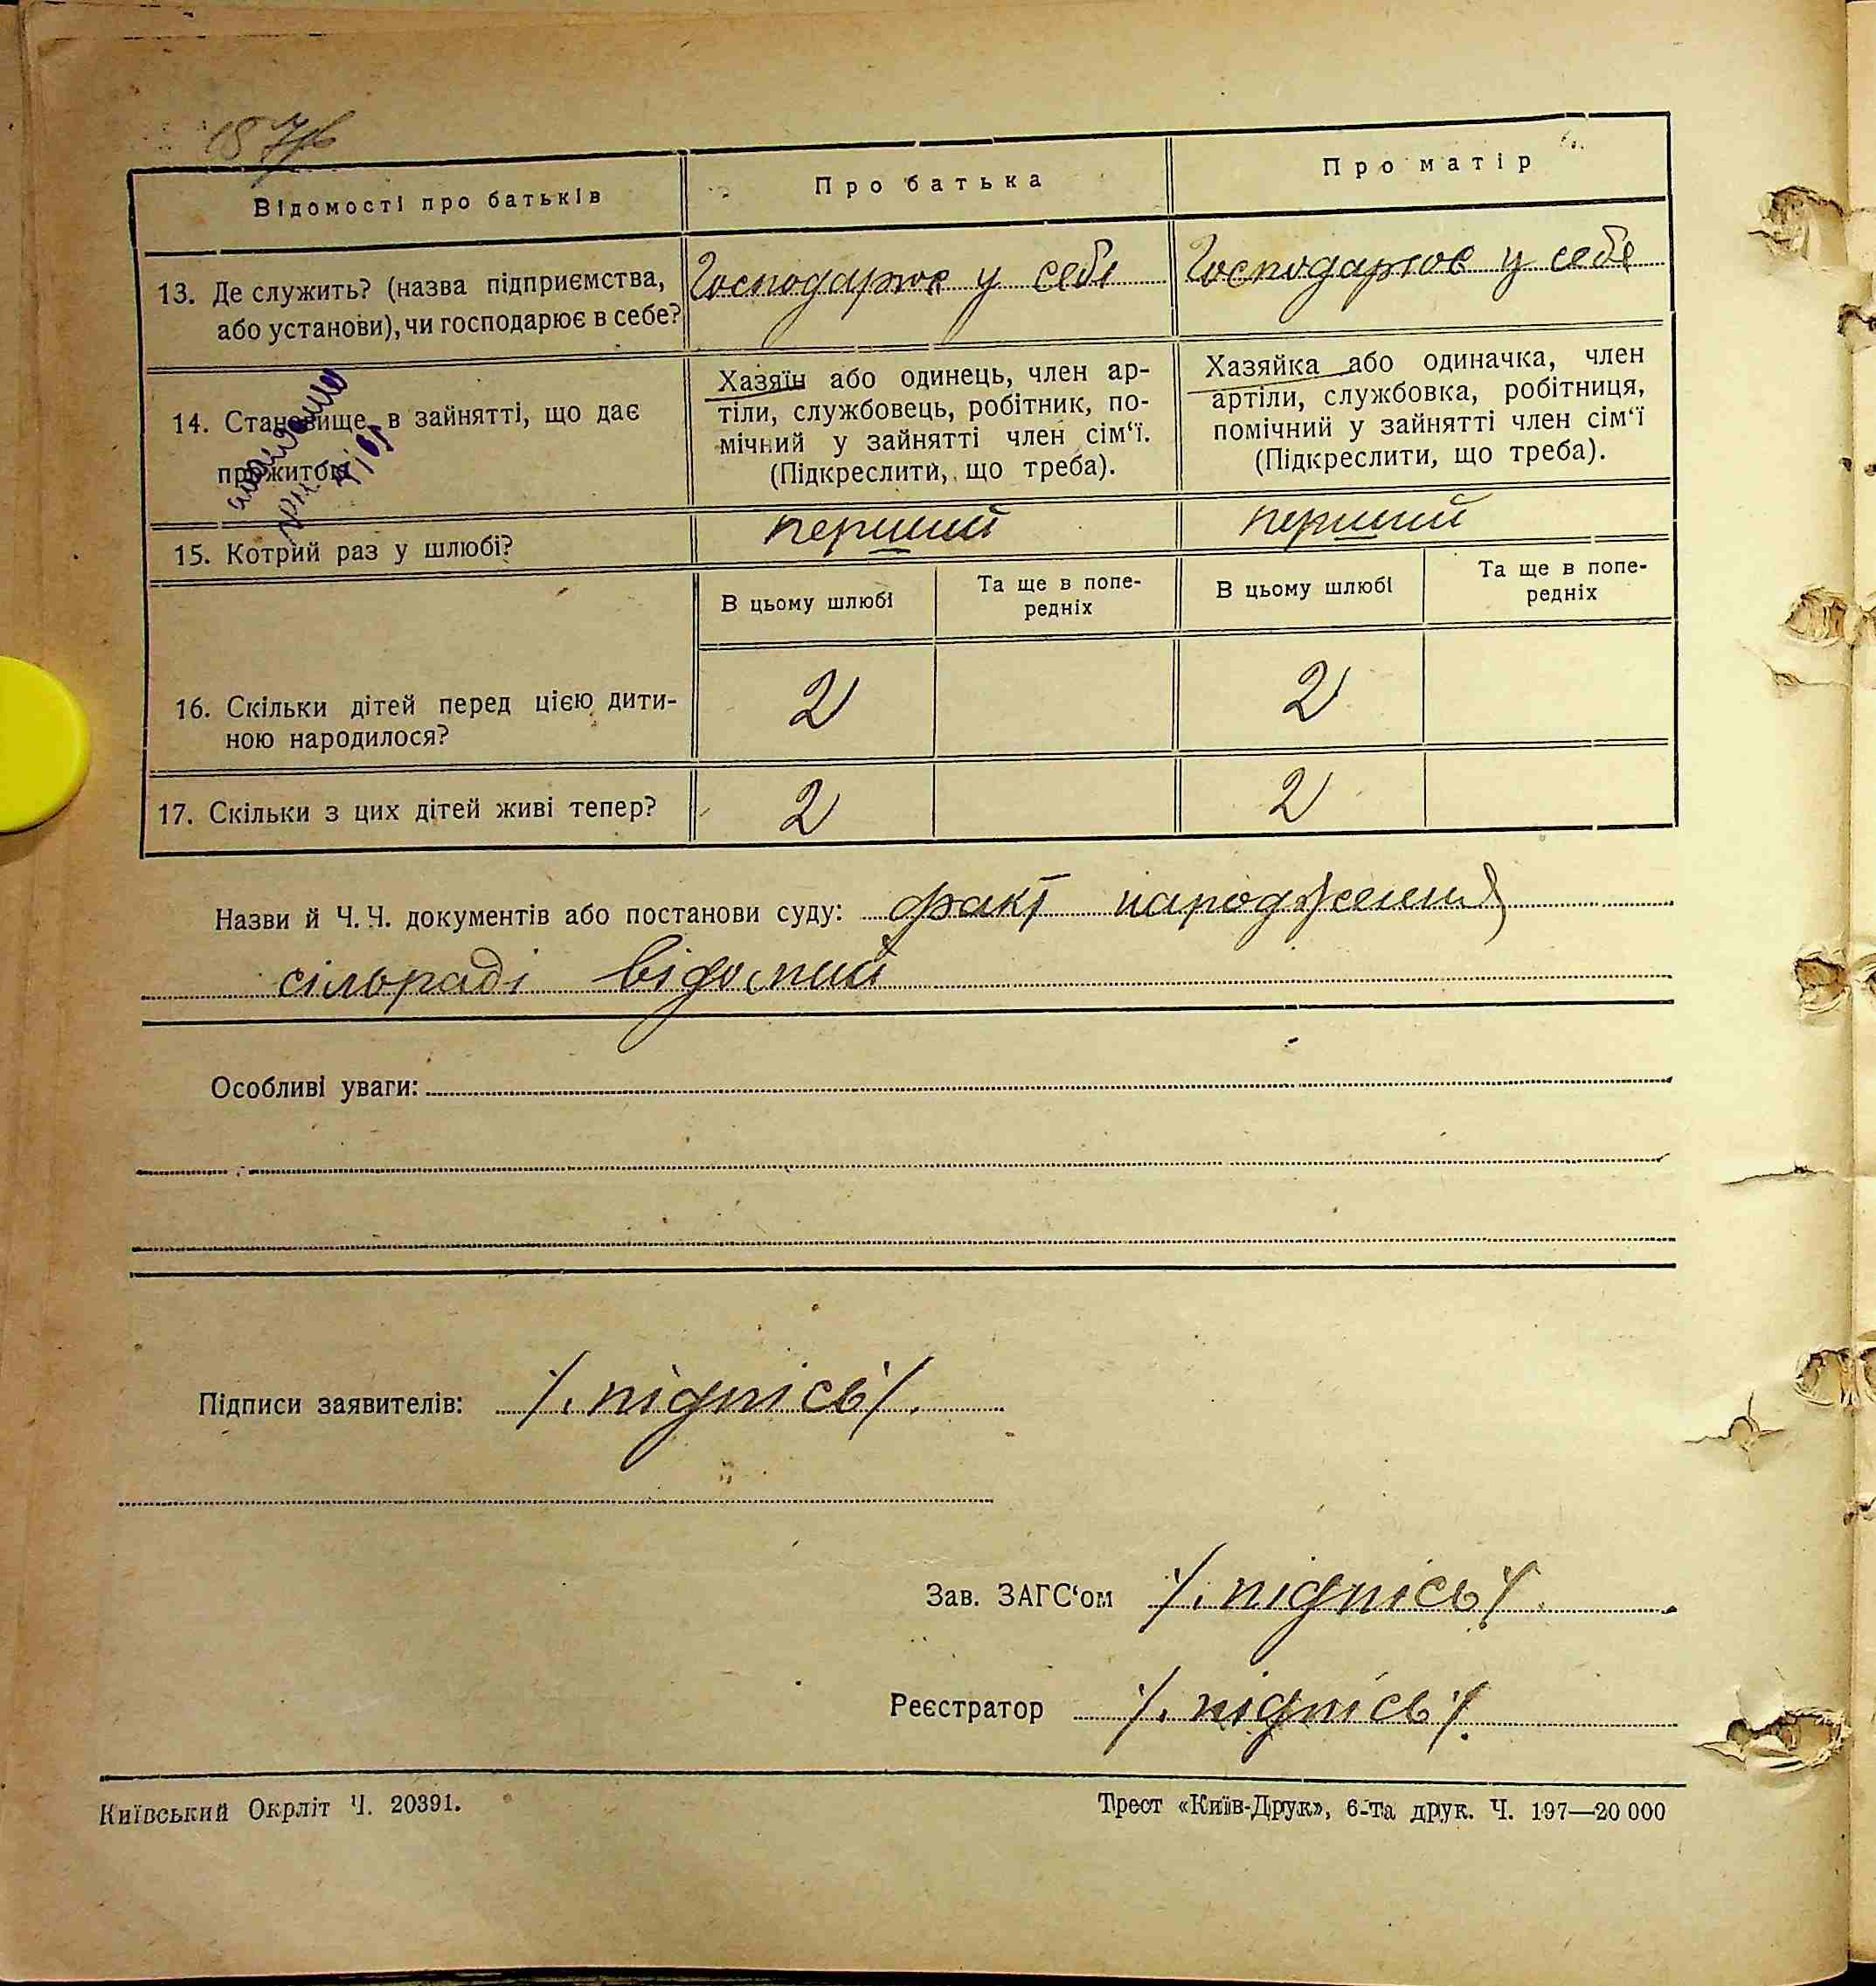 Відомості про батьків
Про батька
Про матір
13. Де служить? (назва підприємства,
або установи), чи господарює в себе?
Господарює у себе
Господарює у себе
14. Становище в зайнятті, що дає
прожиток
Хазяїн або одинець, член ар-
тіли, службовець, робітник, по-
мічний у зайнятті член сім‘ї.
(Підкреслити, що треба).
Хазяйка або одиначка, член
артіли, службовка, робітниця,
помічний у зайнятті член сім‘ї
(Підкреслити, що треба).
15. Котрий раз у шлюбі?
перший
перший
В цьому шлюбі
Та ще в попе-
редніх
В цьому шлюбі
Та ще в попе-
редніх
16. Скільки дітей перед цією дити-
ною народилося?
2
2
17. Скільки з цих дітей живі тепер?
2
2
Назви й Ч. Ч. документів або постанови суду: факт народження
сільраді відомий
Особливі уваги:
Підписи заявителів: /.підпісь/.
Зав. ЗАГС‘ом /.підпісь/.
Реєстратор /.підпісь/.
Київський Окрліт Ч. 20391.
Трест «Київ-Друк», 6-та друк. Ч. 197—20 000